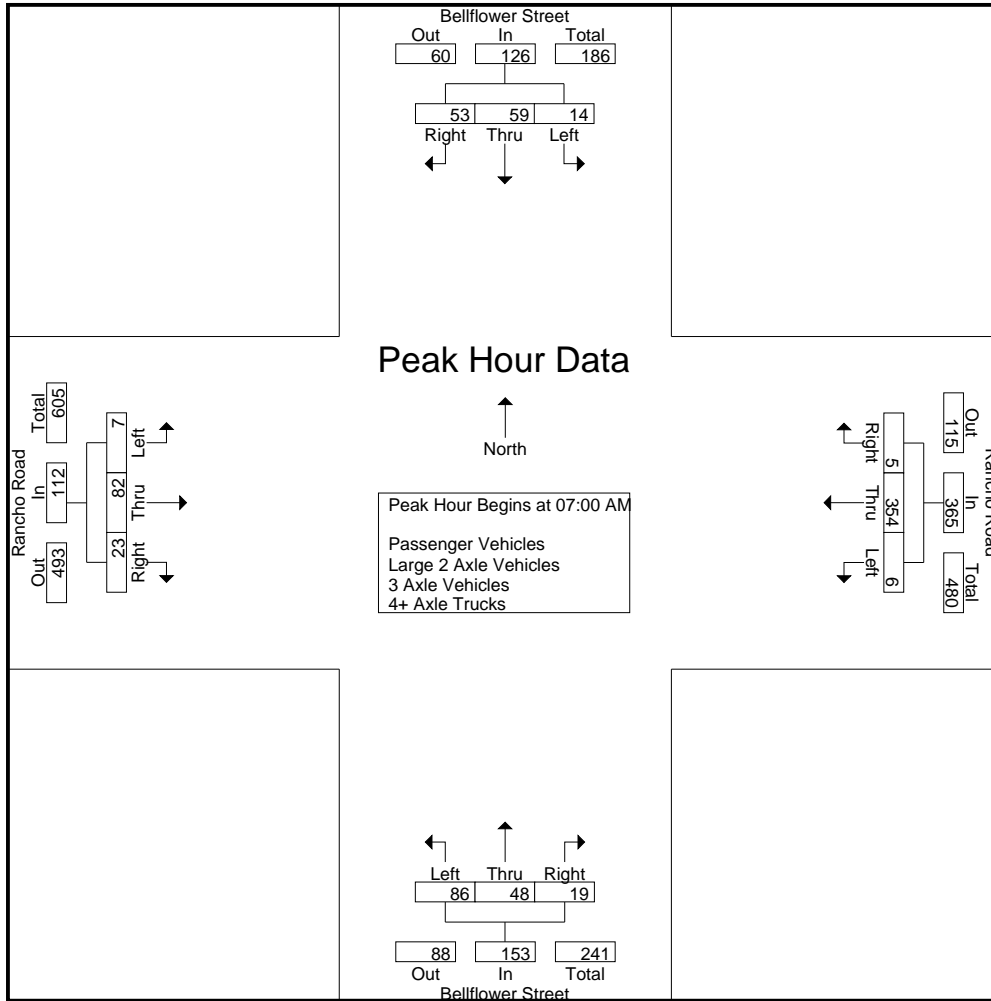 Bellflower Street
Out In Total
60 126 186
53 59 14
Right Thru Left
Peak Hour Data
North
Peak Hour Begins at 07:00 AM
Passenger Vehicles
Large 2 Axle Vehicles
3 Axle Vehicles
4+ Axle Trucks
Rancho Road
Out In Total
493 112 605
23 82 7
Right Thru Left
Rancho Road
Out In Total
115 365 480
5 354 6
Right Thru Left
Left Thru Right
86 48 19
88 153 241
Out In Total
Bellflower Street